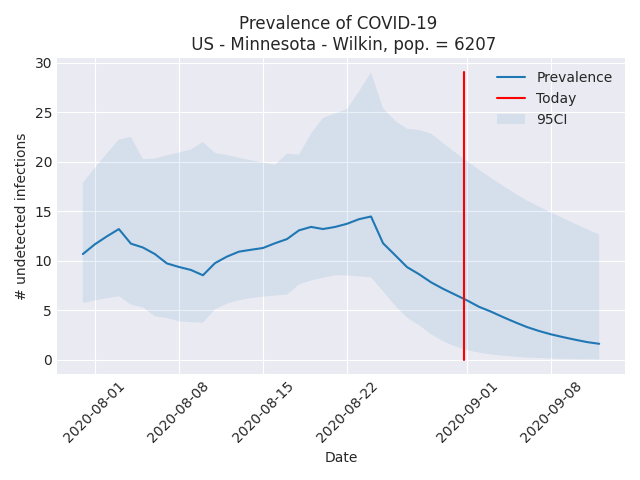 Prevalence of COVID-19
US - Minnesota - Wilkin, pop. = 6207
30
25
20
15
10
5
0
# undetected infections
Prevalence
Today
95CI
2020-08-01
2020-08-08
2020-08-15
2020-08-22
2020-09-01
2020-09-08
Date